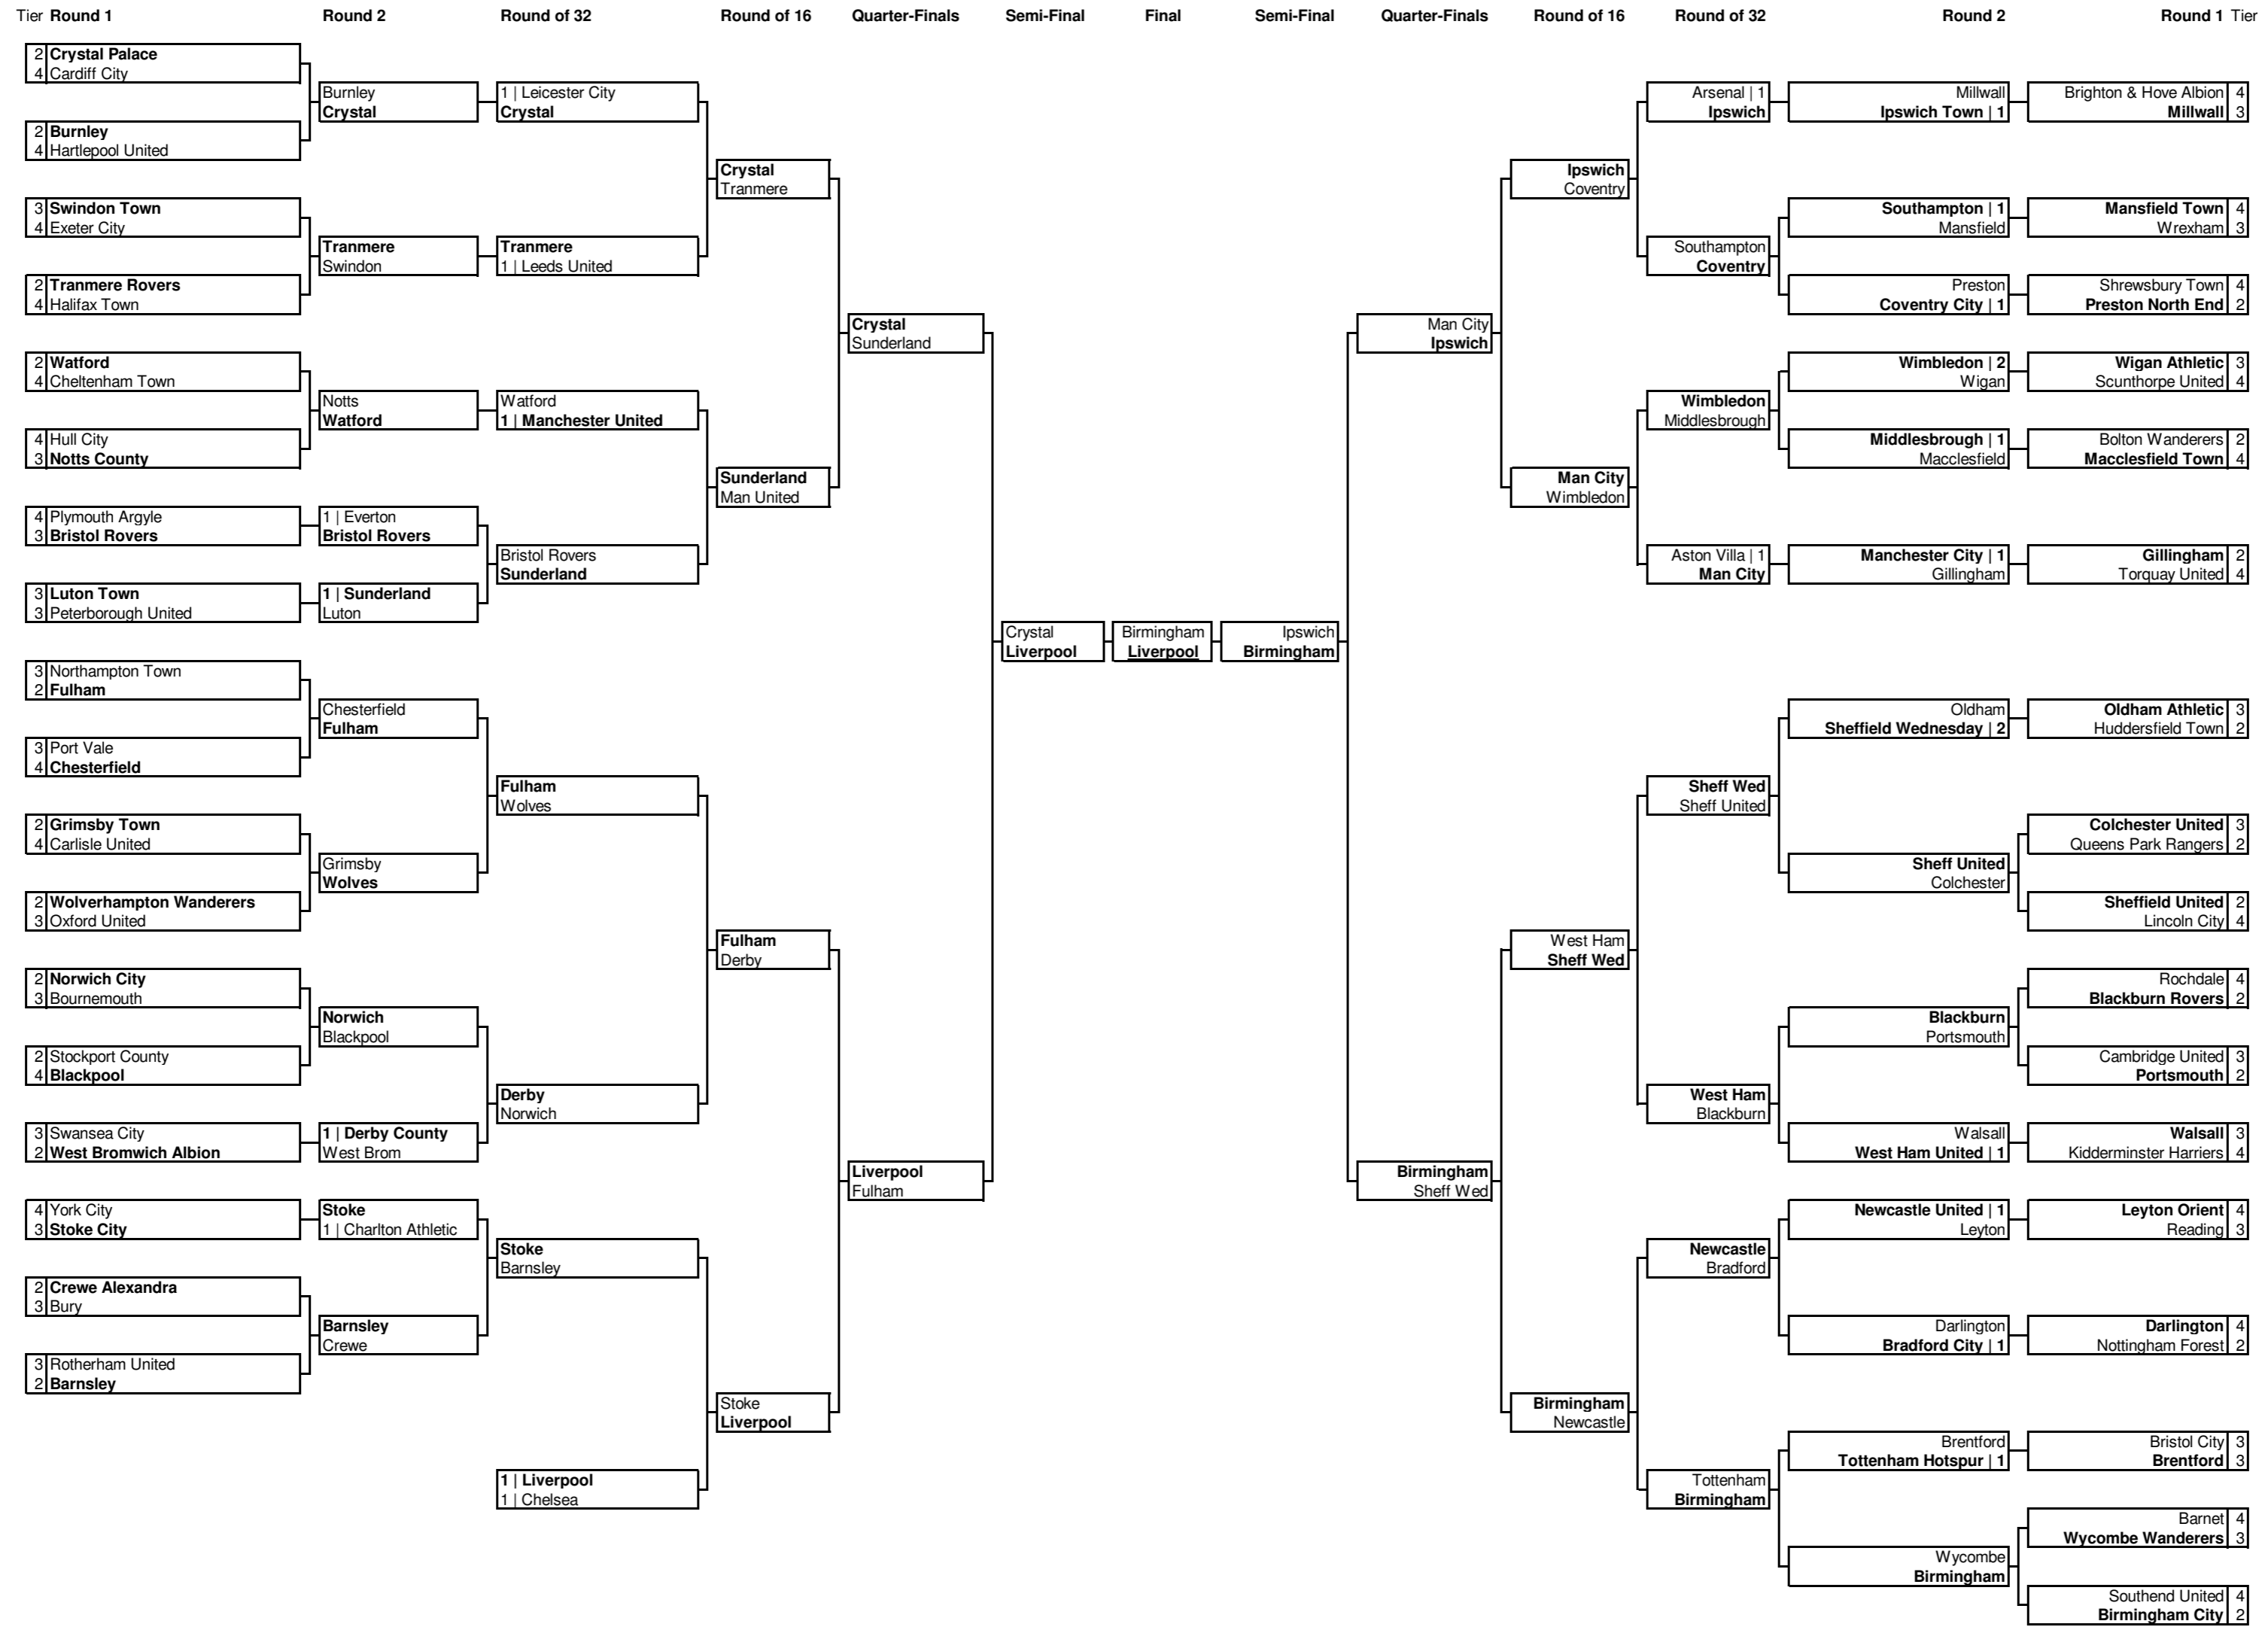 Tier Round 1 Round 2 Round of 32 Round of 16 Quarter-Finals Semi-Final Final Semi-Final Quarter-Finals Round of 16 Round of 32 Round 2 Round 1 Tier
2 Crystal Palace
4 Cardiff City
2 Burnley
4 Hartlepool United
3 Swindon Town
4 Exeter City
2 Tranmere Rovers
4 Halifax Town
2 Watford
4 Cheltenham Town
4 Hull City
3 Notts County
4 Plymouth Argyle
3 Bristol Rovers
3 Luton Town
3 Peterborough United
3 Northampton Town
2 Fulham
3 Port Vale
4 Chesterfield
2 Grimsby Town
4 Carlisle United
2 Wolverhampton Wanderers
3 Oxford United
2 Norwich City
3 Bournemouth
2 Stockport County
4 Blackpool
3 Swansea City
2 West Bromwich Albion
4 York City
3 Stoke City
2 Crewe Alexandra
3 Bury
3 Rotherham United
2 Barnsley
Burnley
Crystal
Tranmere
Swindon
Notts
Watford
1 | Everton
Bristol Rovers
1 | Sunderland
Luton
Chesterfield
Fulham
Grimsby
Wolves
Norwich
Blackpool
1 | Derby County
West Brom
Stoke
1 | Charlton Athletic
Barnsley
Crewe
1 | Leicester City
Crystal
Tranmere
1 | Leeds United
Watford
1 | Manchester United
Bristol Rovers
Sunderland
Fulham
Wolves
Derby
Norwich
Stoke
Barnsley
1 | Liverpool
1 | Chelsea
Crystal
Tranmere
Sunderland
Man United
Fulham
Derby
Stoke
Liverpool
Crystal
Sunderland
Liverpool
Fulham
Crystal
Liverpool
Birmingham
Liverpool
Ipswich
Birmingham
Man City
Ipswich
Birmingham
Sheff Wed
Ipswich
Coventry
Man City
Wimbledon
West Ham
Sheff Wed
Birmingham
Newcastle
Arsenal | 1
Ipswich
Southampton
Coventry
Wimbledon
Middlesbrough
Aston Villa | 1
Man City
Sheff Wed
Sheff United
West Ham
Blackburn
Newcastle
Bradford
Tottenham
Birmingham
Millwall
Ipswich Town | 1
Southampton | 1
Mansfield
Preston
Coventry City | 1
Wimbledon | 2
Wigan
Middlesbrough | 1
Macclesfield
Manchester City | 1
Gillingham
Oldham
Sheffield Wednesday | 2
Sheff United
Colchester
Blackburn
Portsmouth
Walsall
West Ham United | 1
Newcastle United | 1
Leyton
Darlington
Bradford City | 1
Brentford
Tottenham Hotspur | 1
Wycombe
Birmingham
Brighton & Hove Albion 4
Millwall 3
Mansfield Town 4
Wrexham 3
Shrewsbury Town 4
Preston North End 2
Wigan Athletic 3
Scunthorpe United 4
Bolton Wanderers 2
Macclesfield Town 4
Gillingham 2
Torquay United 4
Oldham Athletic 3
Huddersfield Town 2
Colchester United 3
Queens Park Rangers 2
Sheffield United 2
Lincoln City 4
Rochdale 4
Blackburn Rovers 2
Cambridge United 3
Portsmouth 2
Walsall 3
Kidderminster Harriers 4
Leyton Orient 4
Reading 3
Darlington 4
Nottingham Forest 2
Bristol City 3
Brentford 3
Barnet 4
Wycombe Wanderers 3
Southend United 4
Birmingham City 2